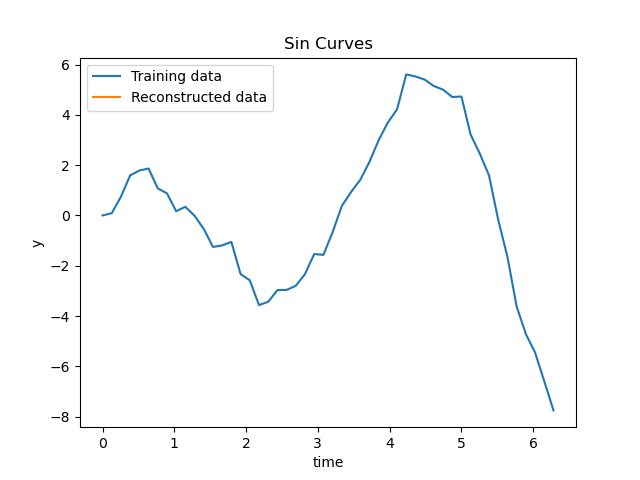 Sin Curves
Training data
Reconstructed data
6
4
2
0
−2
−4
−6
−8
y
0 1 2 3 4 5 6
time